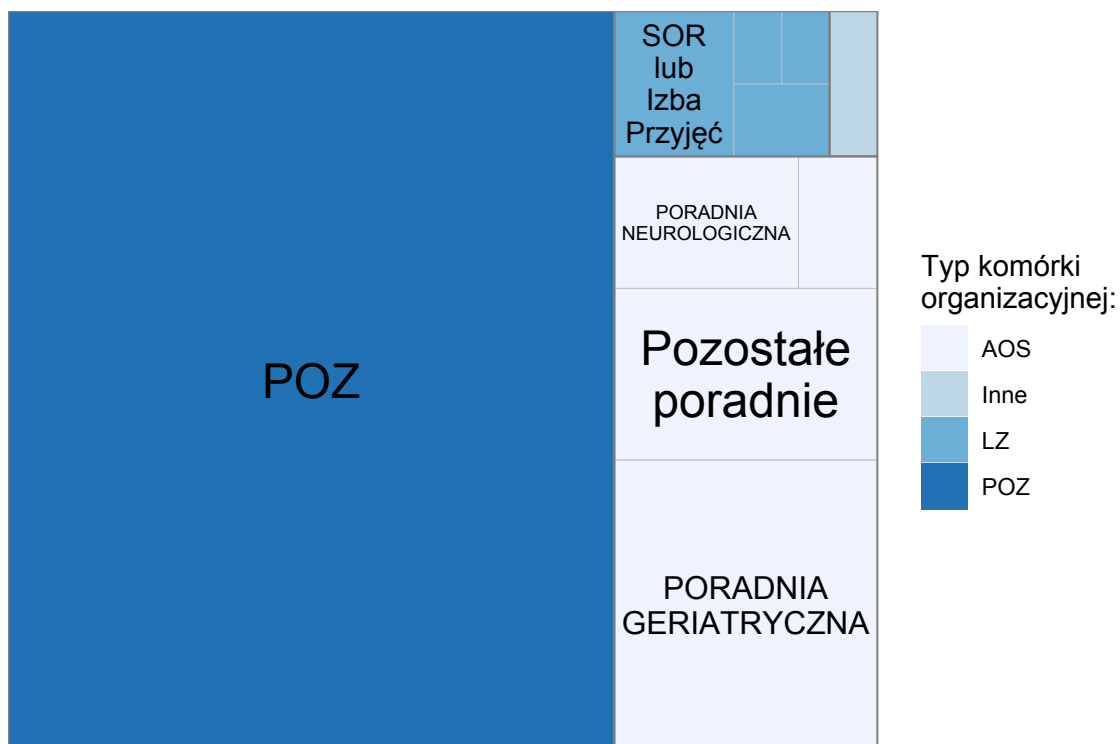 SOR
lub
Izba
Przyjęć
PORADNIA
NEUROLOGICZNA
POZ
Pozostałe
poradnie
PORADNIA
GERIATRYCZNA
Typ komórki
organizacyjnej:
AOS
Inne
LZ
POZ